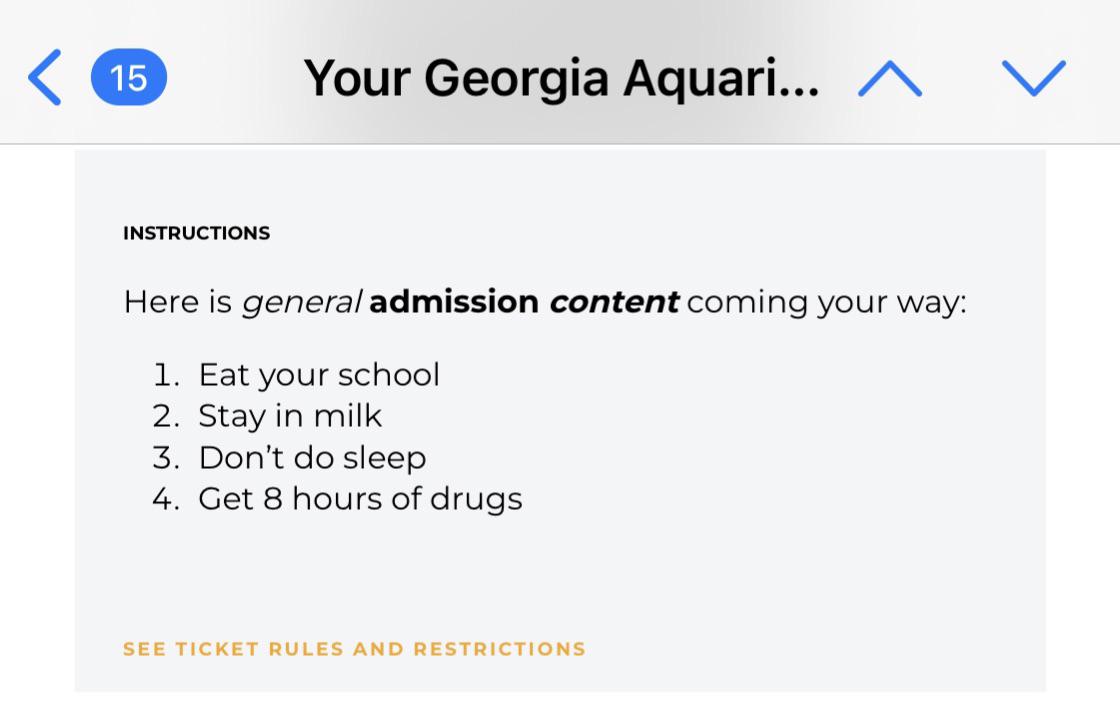 15
Your Georgia Aquari...
INSTRUCTIONS
Here is general admission content coming your way:
1. Eat your school
2. Stay in milk
3. Don’t do sleep
4. Get 8 hours of drugs
SEE TICKET RULES AND RESTRICTIONS